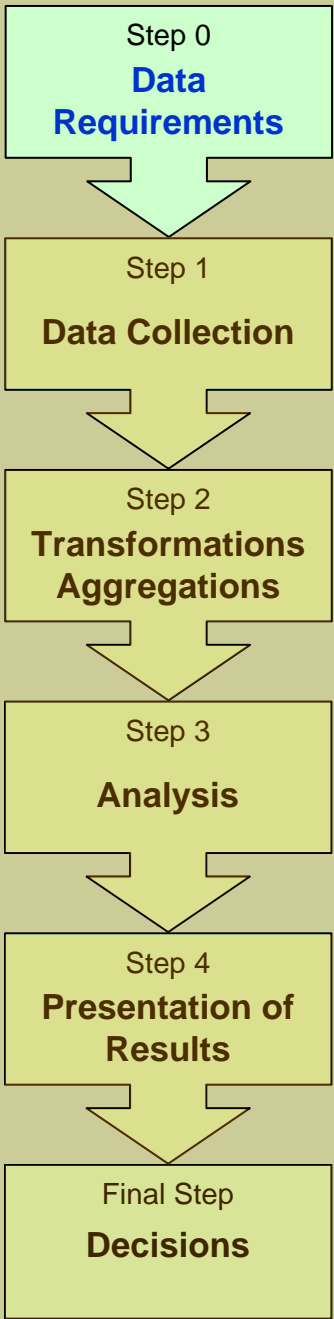 Step 0
Data
Requirements
Step 1
Data Collection
Step 2
Transformations
Aggregations
Step 3
Analysis
Step 4
Presentation of
Results
Final Step
Decisions